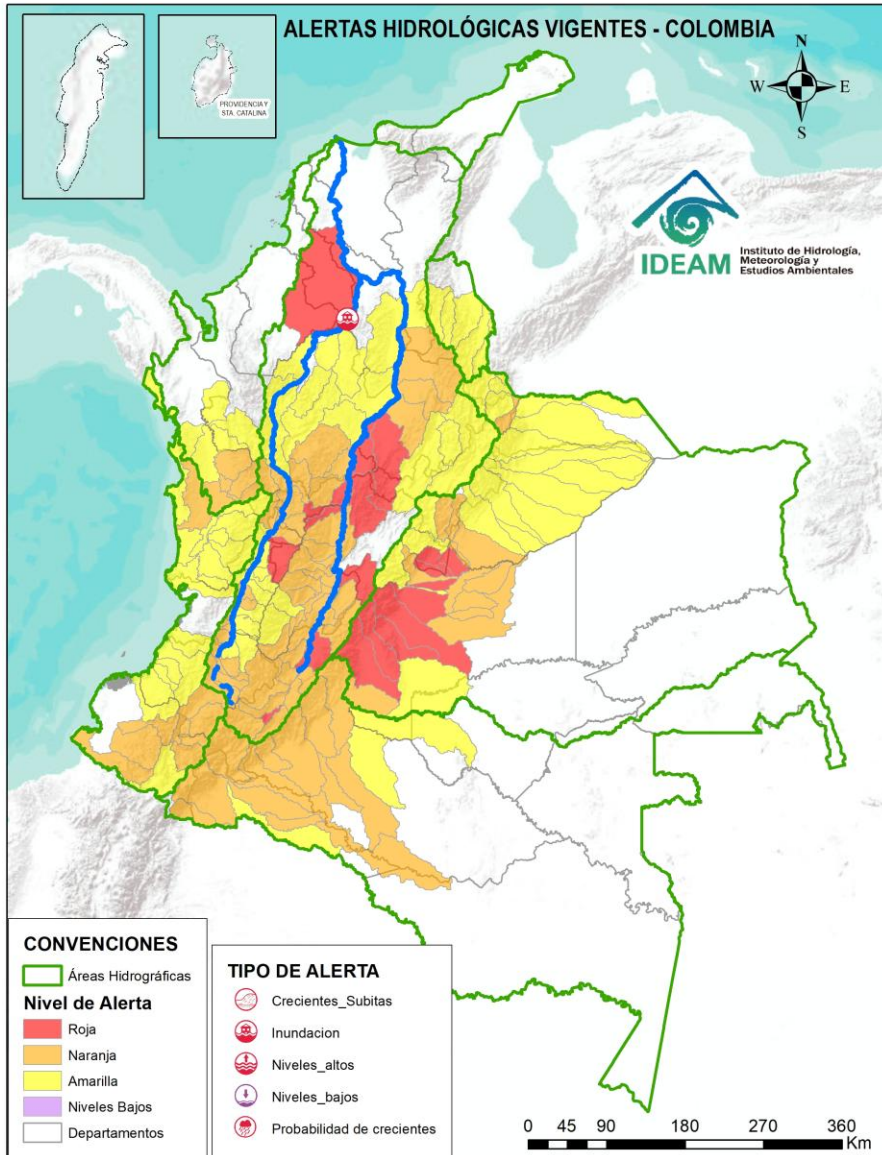 ALERTAS HIDROLÓGICAS VIGENTES - COLOMBIA
PROVIDENCIA Y
STA. CATALINA
N
W
E
S
IDEAM
Instituto de Hidrología,
Meteorología y
Estudios Ambientales
CONVENCIONES
Áreas Hidrográficas
Nivel de Alerta
Roja
Naranja
Amarilla
Niveles Bajos
Departamentos
TIPO DE ALERTA
Crecientes_Subitas
Inundacion
Niveles_altos
Niveles_bajos
Probabilidad de crecientes
0 45 90 180 270 360
Km